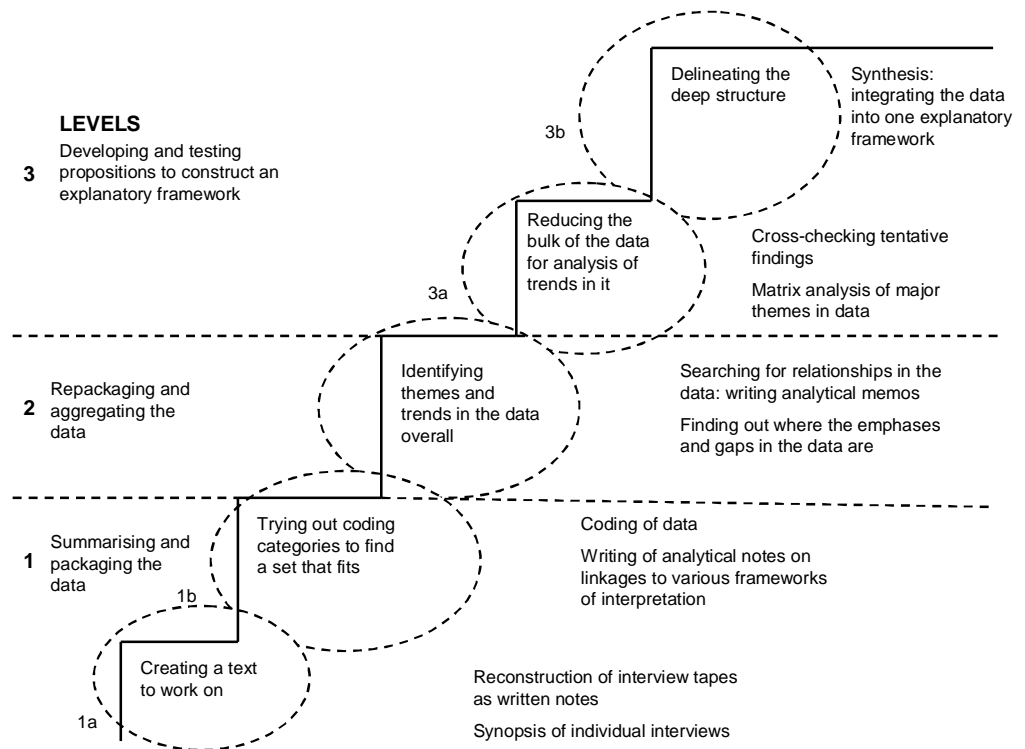 Delineating the
deep structure
Synthesis:
integrating the data
into one explanatory
framework
3b
LEVELS
3
Developing and testing
propositions to construct an
explanatory framework
Reducing the
bulk of the data
for analysis of
trends in it
Cross-checking tentative
findings
Matrix analysis of major
themes in data
3a
2
Repackaging and
aggregating the
data
Identifying
themes and
trends in the data
overall
Searching for relationships in the
data: writing analytical memos
Finding out where the emphases
and gaps in the data are
1
Summarising and
packaging the
data
Trying out coding
categories to find
a set that fits
Coding of data
Writing of analytical notes on
linkages to various frameworks
of interpretation
1b
Creating a text
to work on
Reconstruction of interview tapes
as written notes
Synopsis of individual interviews
1a